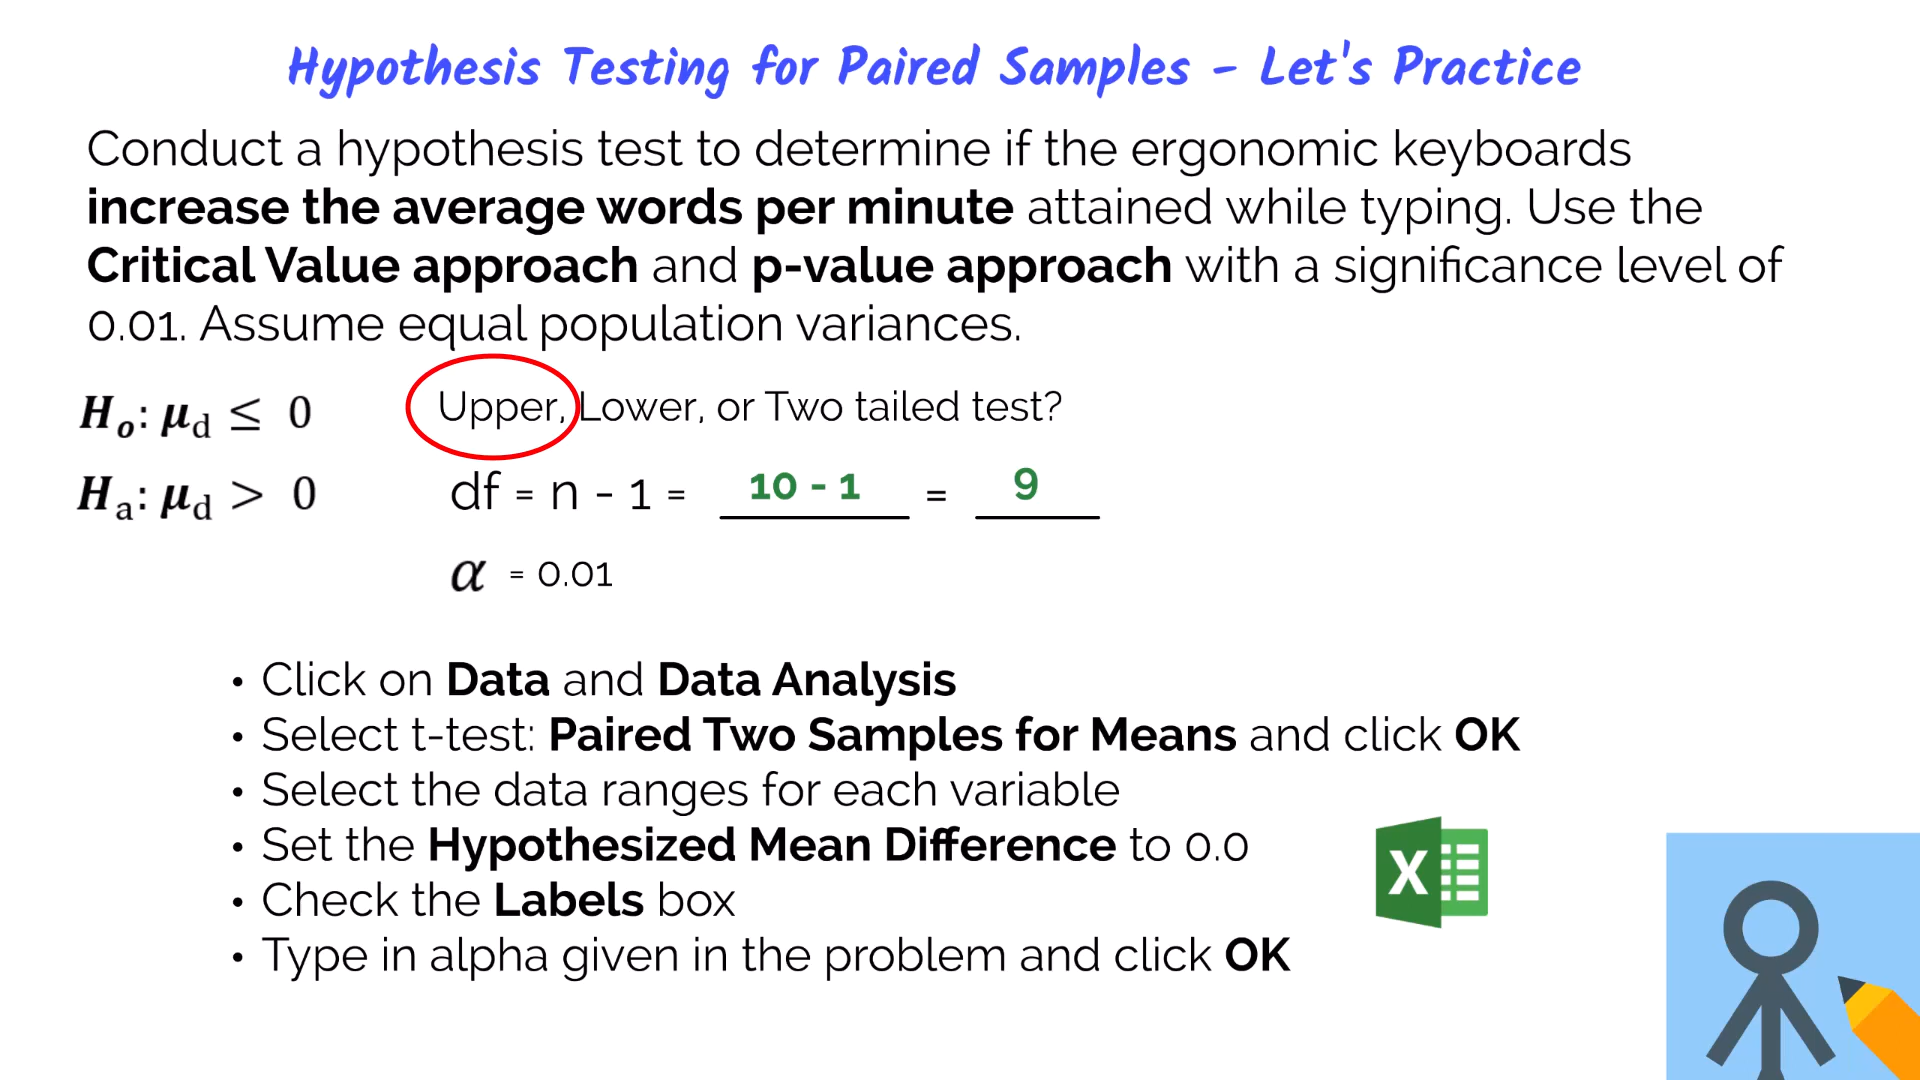 Hypothesis Testing for Paired Samples - Let's Practice
Conduct a hypothesis test to determine if the ergonomic keyboards
increase the average words per minute attained while typing. Use the
Critical Value approach and p-value approach with a significance level of
0.01. Assume equal population variances.
Hₒ: μd ≤ 0
Upper, Lower, or Two tailed test?
Hₐ: μd > 0
df = n - 1 = 10 - 1 = 9
α = 0.01
• Click on Data and Data Analysis
• Select t-test: Paired Two Samples for Means and click OK
• Select the data ranges for each variable
• Set the Hypothesized Mean Difference to 0.0
• Check the Labels box
• Type in alpha given in the problem and click OK
X